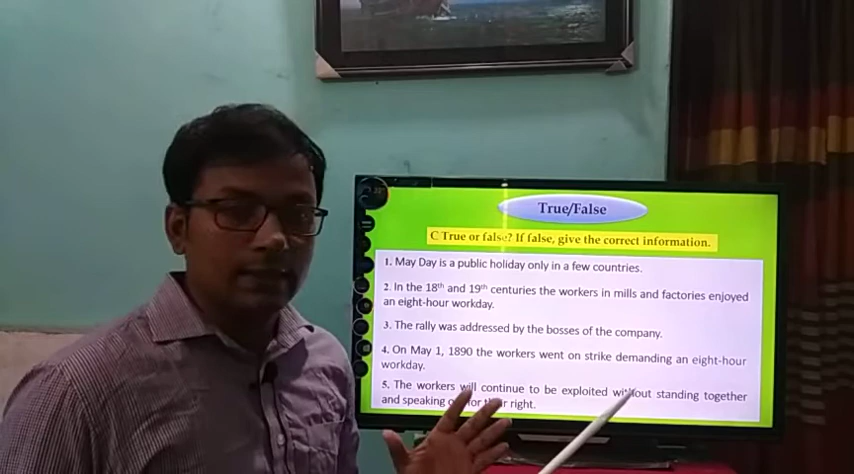 True/False
C True or false? If false, give the correct information.
1. May Day is a public holiday only in a few countries.
2. In the 18th and 19th centuries the workers in mills and factories enjoyed
an eight-hour workday.
3. The rally was addressed by the bosses of the company.
4. On May 1, 1890 the workers went on strike demanding an eight-hour
workday.
5. The workers will continue to be exploited without standing together
and speaking for right.